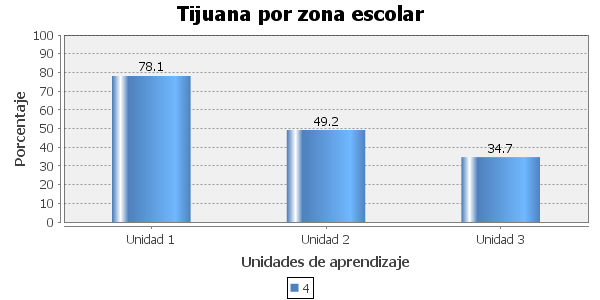 Tijuana por zona escolar
Porcentaje
100
90
80
70
60
50
40
30
20
10
0
78.1
49.2
34.7
Unidad 1
Unidad 2
Unidad 3
Unidades de aprendizaje
4